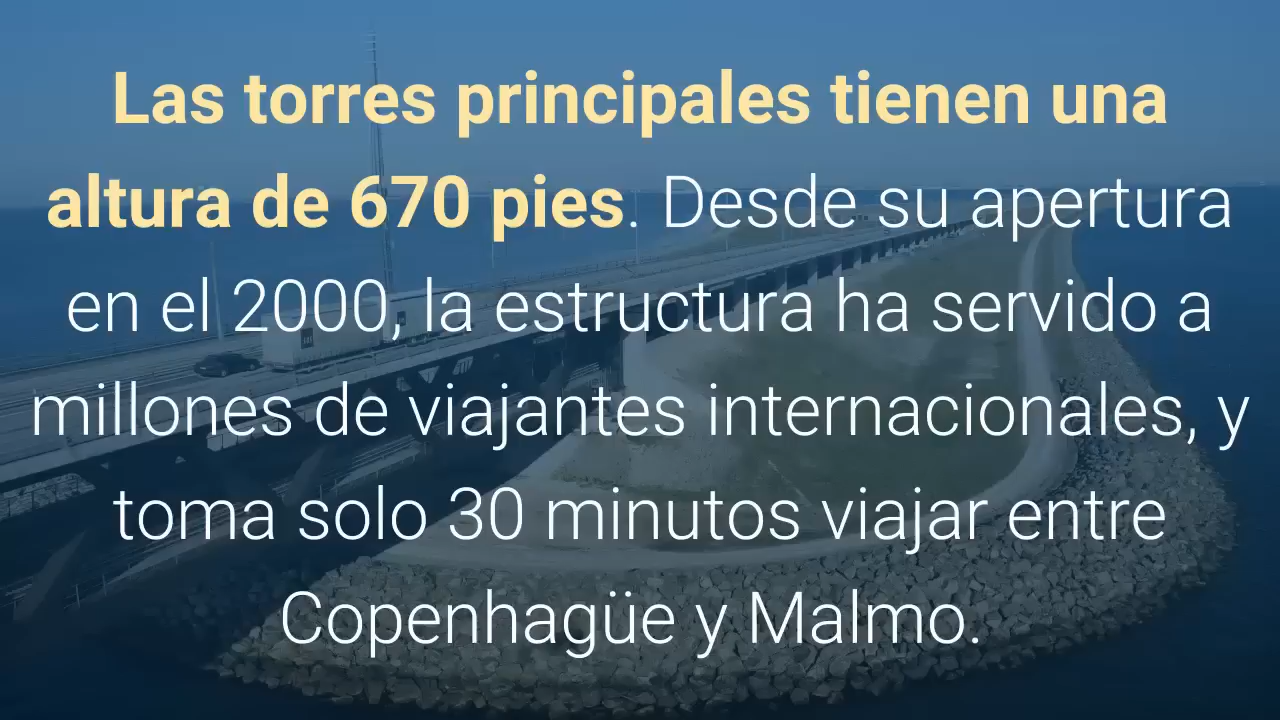 Las torres principales tienen una
altura de 670 pies. Desde su apertura
en el 2000, la estructura ha servido a
millones de viajantes internacionales, y
toma solo 30 minutos viajar entre
Copenhagüe y Malmo.